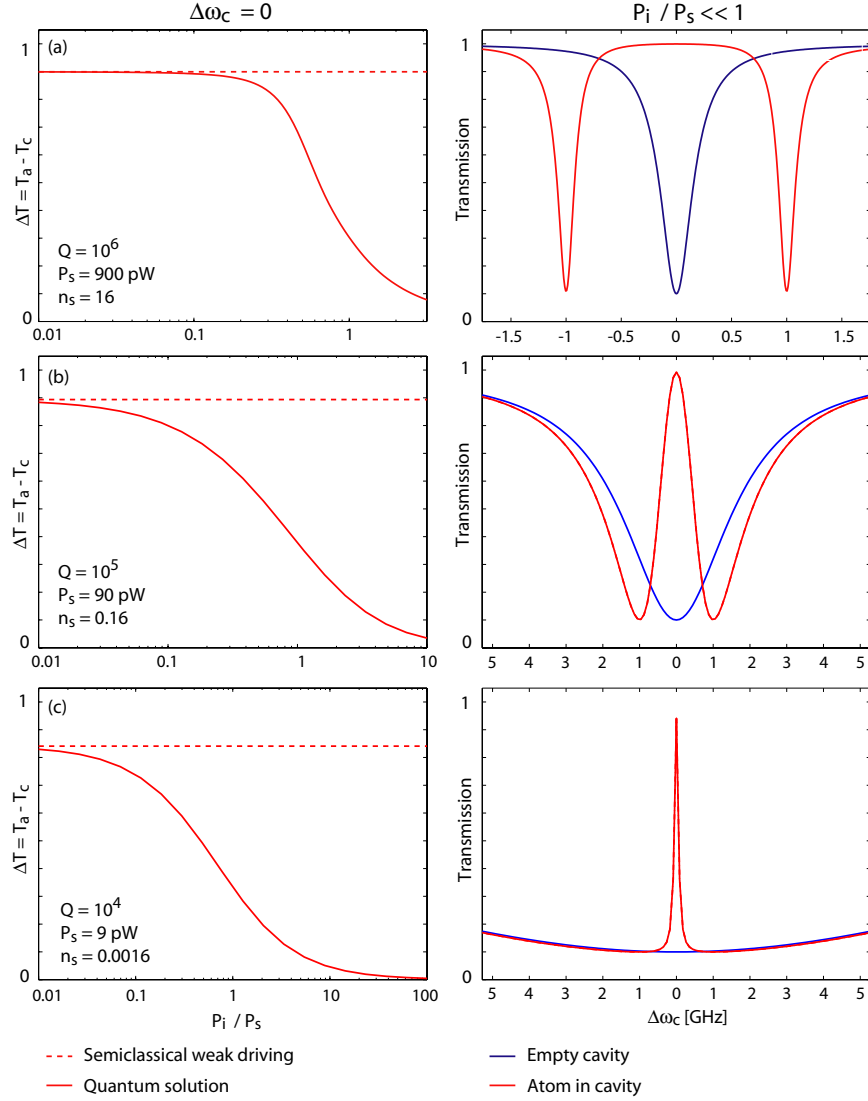 Δω_c = 0
P_i / P_s << 1
(a)
1
ΔT = T_a - T_c
Q = 10^6
P_s = 900 pW
n_s = 16
0
0.01
0.1
1
1
Transmission
0
-1.5
-1
-0.5
0
0.5
1
1.5
(b)
1
ΔT = T_a - T_c
Q = 10^5
P_s = 90 pW
n_s = 0.16
0
0.01
0.1
1
10
1
Transmission
0
5
4
3
2
1
0
1
2
3
4
5
(c)
1
ΔT = T_a - T_c
Q = 10^4
P_s = 9 pW
n_s = 0.0016
0
0.01
0.1
1
10
100
P_i / P_s
1
Transmission
0
5
4
3
2
1
0
1
2
3
4
5
Δω_c [GHz]
Semiclassical weak driving
Quantum solution
Empty cavity
Atom in cavity